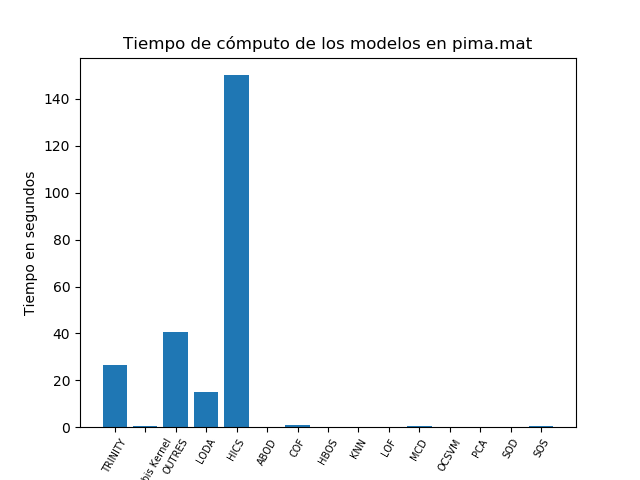 Tiempo de cómputo de los modelos en pima.mat
Tiempo en segundos
140
120
100
80
60
40
20
0
TRINITY
Kernel
OUTRES
LODA
HICS
ABOD
COF
HBOS
KNN
LOF
MCD
OCSVM
PCA
SOD
SOS